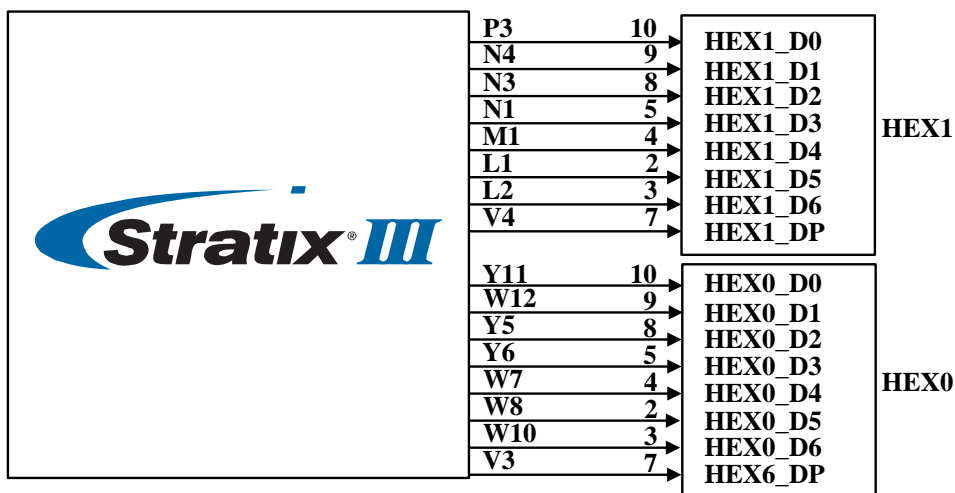 P3 10 HEX1_D0
N4 9 HEX1_D1
N3 8 HEX1_D2
N1 5 HEX1_D3
M1 4 HEX1_D4
L1 2 HEX1_D5
L2 3 HEX1_D6
V4 7 HEX1_DP
HEX1
Stratix® III
Y11 10 HEX0_D0
W12 9 HEX0_D1
Y5 8 HEX0_D2
Y6 5 HEX0_D3
W7 4 HEX0_D4
W8 2 HEX0_D5
W10 3 HEX0_D6
V3 7 HEX6_DP
HEX0